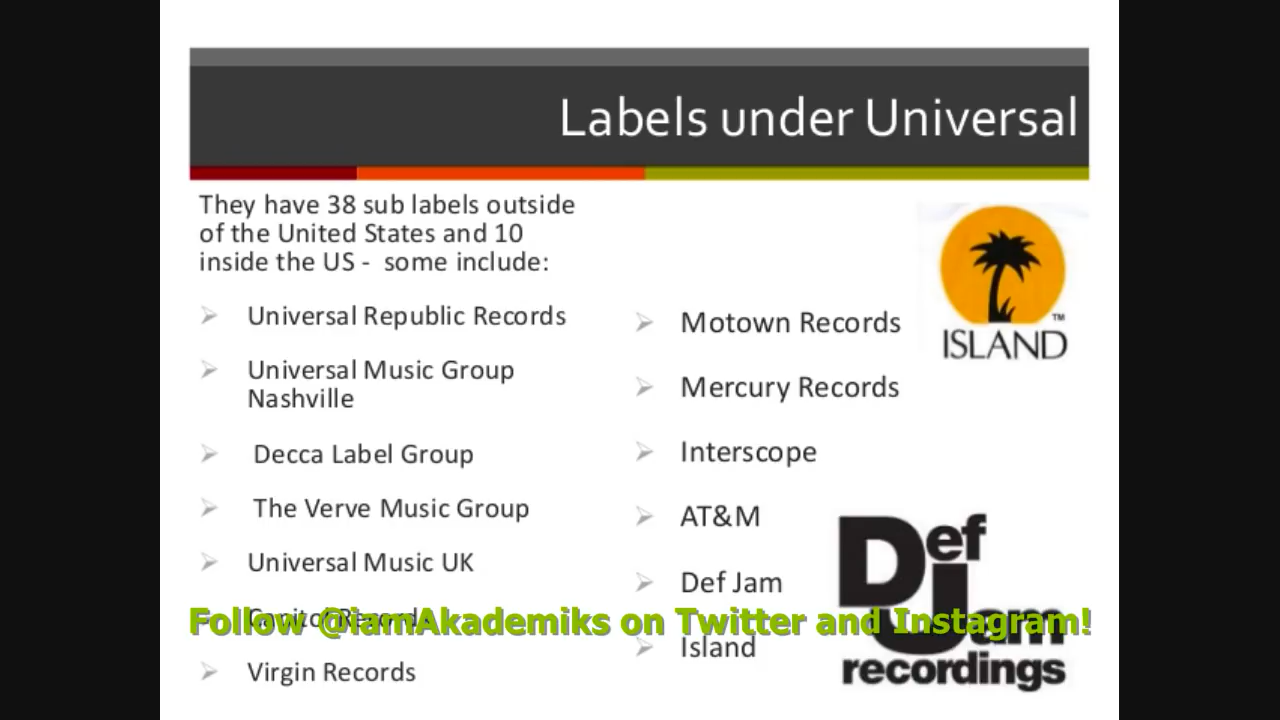 Labels under Universal
They have 38 sub labels outside
of the United States and 10
inside the US - some include:
Universal Republic Records
Universal Music Group
Nashville
Decca Label Group
The Verve Music Group
Universal Music UK
Capitol Records
Virgin Records
Motown Records
Mercury Records
Interscope
AT&M
Def Jam
Island
ISLAND
TM
Def
Jam
recordings
Follow @iamAkademiks on Twitter and Instagram!